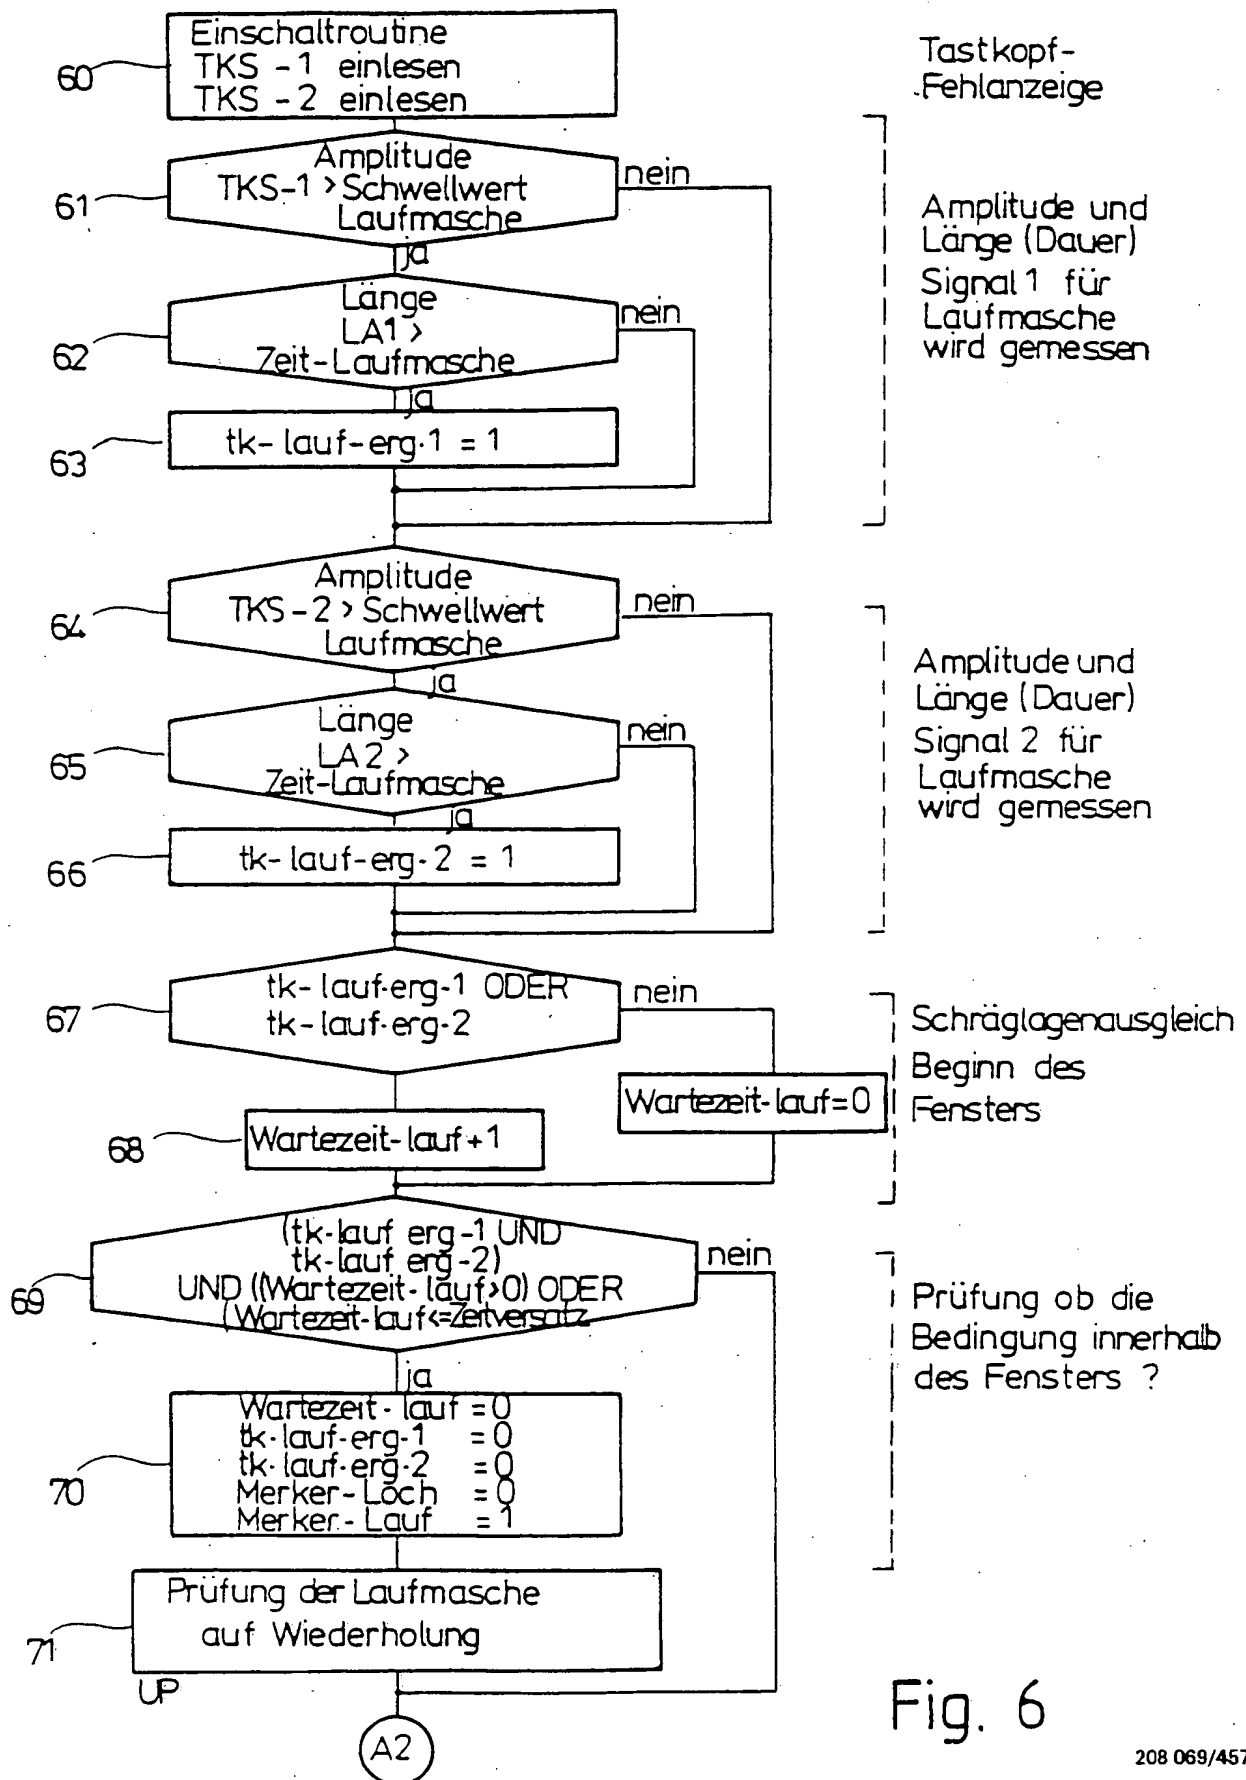 Einschaltroutine
TKS-1 einlesen
TKS-2 einlesen
60
Tastkopf-
Fehlanzeige
Amplitude
TKS-1 > Schwellwert
Laufmasche
nein
61
ja
Länge
LA1 >
Zeit-Laufmasche
nein
62
ja
tk-lauf-erg-1 = 1
63
Amplitude und
Länge (Dauer)
Signal 1 für
Laufmasche
wird gemessen
Amplitude
TKS-2 > Schwellwert
Laufmasche
nein
64
ja
Länge
LA2 >
Zeit-Laufmasche
nein
65
ja
tk-lauf-erg-2 = 1
66
Amplitude und
Länge (Dauer)
Signal 2 für
Laufmasche
wird gemessen
tk-lauf-erg-1 ODER
tk-lauf-erg-2
nein
67
Wartezeit-lauf=0
Wartezeit-lauf+1
68
Schräglagenausgleich
Beginn des
Fensters
(tk-lauf erg-1 UND
tk-lauf erg-2)
UND ((Wartezeit-lauf>0) ODER
(Wartezeit-lauf<=Zeitversatz
nein
69
ja
Wartezeit-lauf =0
tk-lauf-erg-1 =0
tk-lauf-erg-2 =0
Merker-Loch =0
Merker-Lauf =1
70
Prüfung ob die
Bedingung innerhalb
des Fensters ?
Prüfung der Laufmasche
auf Wiederholung
71
UP
A2
Fig. 6
208 069/457